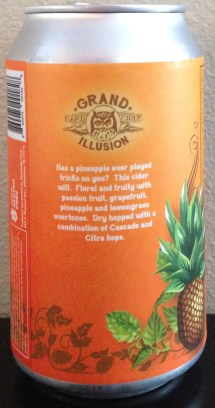 GRAND
HARD CIDER
ILLUSION
Has a pineapple ever played
tricks on you? This cider
will. Floral and fruity with
passion fruit, grapefruit,
pineapple and lemongrass
overtones. Dry hopped with a
combination of Cascade and
Citra hops.